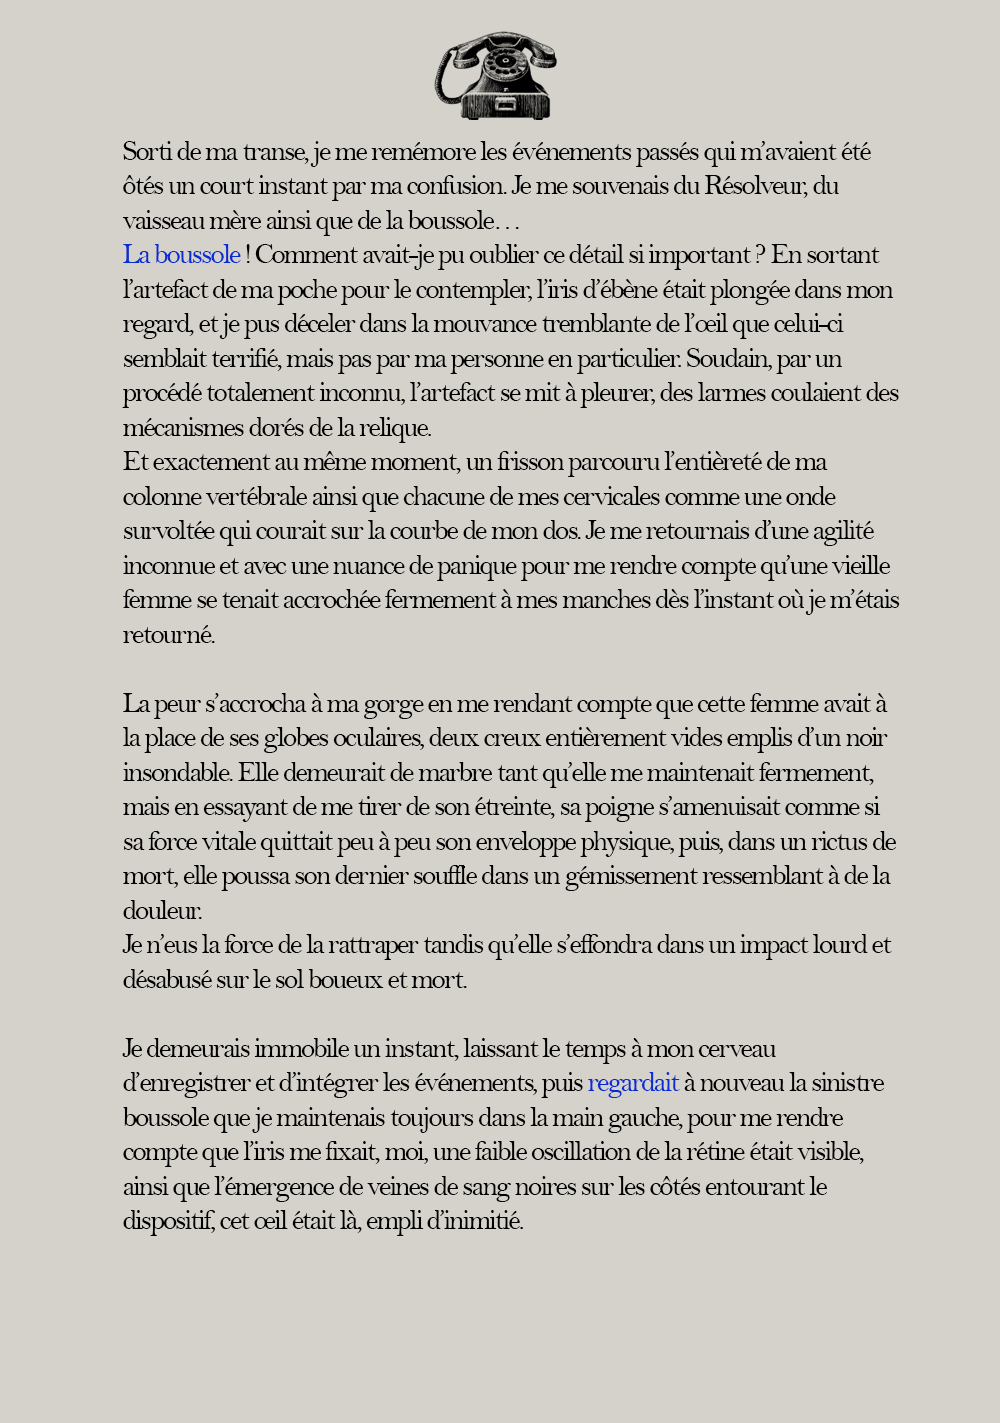 Sorti de ma transe, je me remémore les événements passés qui m’avaient été
ôtés un court instant par ma confusion. Je me souvenais du Résolveur, du
vaisseau mère ainsi que de la boussole…
La boussole ! Comment avait-je pu oublier ce détail si important ? En sortant
l’artefact de ma poche pour le contempler, l’iris d’ébène était plongée dans mon
regard, et je pus déceler dans la mouvance tremblante de l’œil que celui-ci
semblait terrifié, mais pas par ma personne en particulier. Soudain, par un
procédé totalement inconnu, l’artefact se mit à pleurer, des larmes coulaient des
mécanismes dorés de la relique.
Et exactement au même moment, un frisson parcouru l’entièreté de ma
colonne vertébrale ainsi que chacune de mes cervicales comme une onde
survoltée qui courait sur la courbe de mon dos. Je me retournais d’une agilité
inconnue et avec une nuance de panique pour me rendre compte qu’une vieille
femme se tenait accrochée fermement à mes manches dès l’instant où je m’étais
retourné.

La peur s’accrocha à ma gorge en me rendant compte que cette femme avait à
la place de ses globes oculaires, deux creux entièrement vides emplis d’un noir
insondable. Elle demeurait de marbre tant qu’elle me maintenait fermement,
mais en essayant de me tirer de son étreinte, sa poigne s’amenuisait comme si
sa force vitale quittait peu à peu son enveloppe physique, puis, dans un rictus de
mort, elle poussa son dernier souffle dans un gémissement ressemblant à de la
douleur.
Je n’eus la force de la rattraper tandis qu’elle s’effondra dans un impact lourd et
désabusé sur le sol boueux et mort.

Je demeurais immobile un instant, laissant le temps à mon cerveau
d’enregistrer et d’intégrer les événements, puis regardait à nouveau la sinistre
boussole que je maintenais toujours dans la main gauche, pour me rendre
compte que l’iris me fixait, moi, une faible oscillation de la rétine était visible,
ainsi que l’émergence de veines de sang noires sur les côtés entourant le
dispositif, cet œil était là, empli d’inimitié.